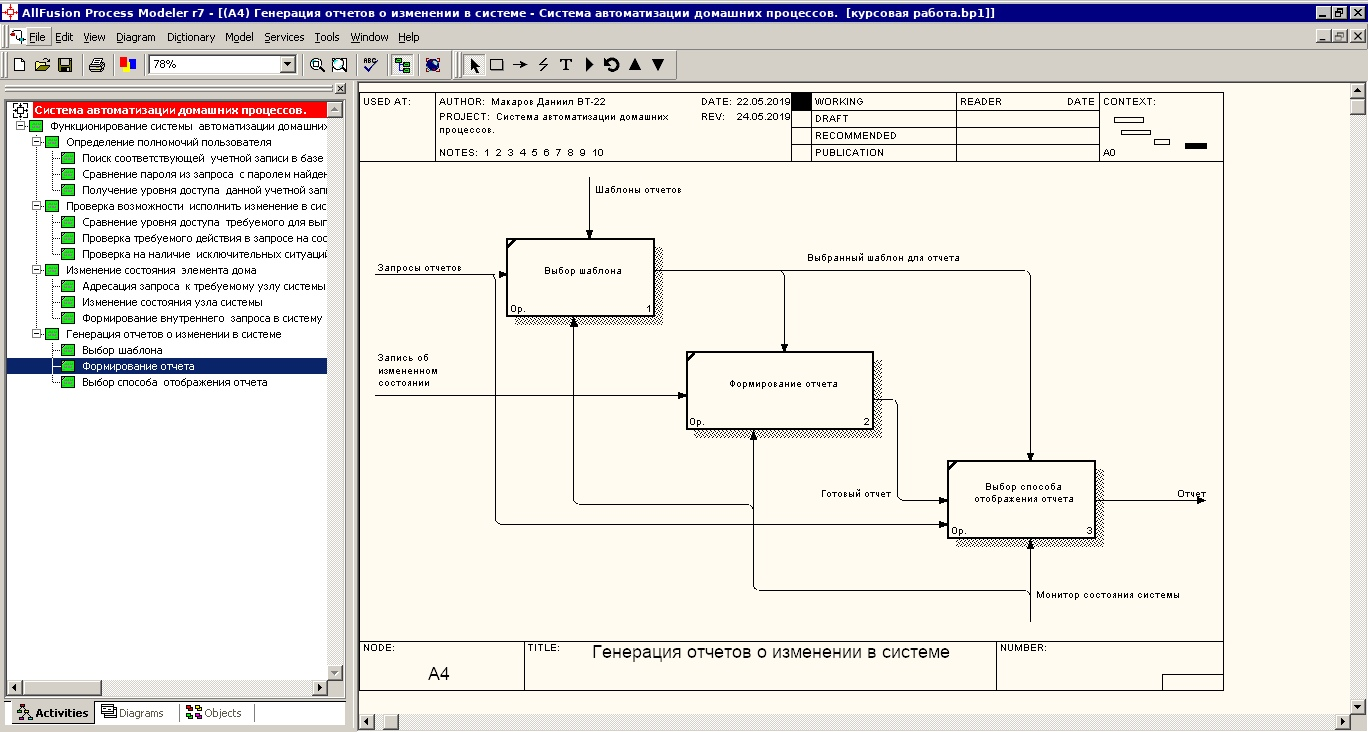 AllFusion Process Modeler r7 - [(A4) Генерация отчетов о изменении в системе - Система автоматизации домашних процессов.  [курсовая работа.bp1]]
File Edit View Diagram Dictionary Model Services Tools Window Help
78%
ABC
Система автоматизации домашних процессов.
Функционирование системы автоматизации домашних
Определение полномочий пользователя
Поиск соответствующей учетной записи в базе
Сравнение пароля из запроса с паролем найден
Получение уровня доступа данной учетной зап
Проверка возможности исполнить изменение в сис
Сравнение уровня доступа требуемого для вып
Проверка требуемого действия в запросе на сос
Проверка на наличие исключительных ситуаций
Изменение состояния элемента дома
Адресация запроса к требуемому узлу системы
Изменение состояния узла системы
Формирование внутреннего запроса в систему
Генерация отчетов о изменении в системе
Выбор шаблона
Формирование отчета
Выбор способа отображения отчета
Activities Diagrams Objects
USED AT:
AUTHOR: Макаров Даниил ВТ-22
DATE: 22.05.2019
PROJECT: Система автоматизации домашних
процессов.
REV: 24.05.2019
NOTES: 1 2 3 4 5 6 7 8 9 10
WORKING
DRAFT
RECOMMENDED
PUBLICATION
READER DATE
CONTEXT:
A0
Шаблоны отчетов
Запросы отчетов
Выбор шаблона
0р. 1
Выбранный шаблон для отчета
Запись об
измененном
состоянии
Формирование отчета
0р. 2
Готовый отчет
Выбор способа
отображения отчета
0р. 3
Отчет
Монитор состояния системы
NODE:
A4
TITLE:
Генерация отчетов о изменении в системе
NUMBER: